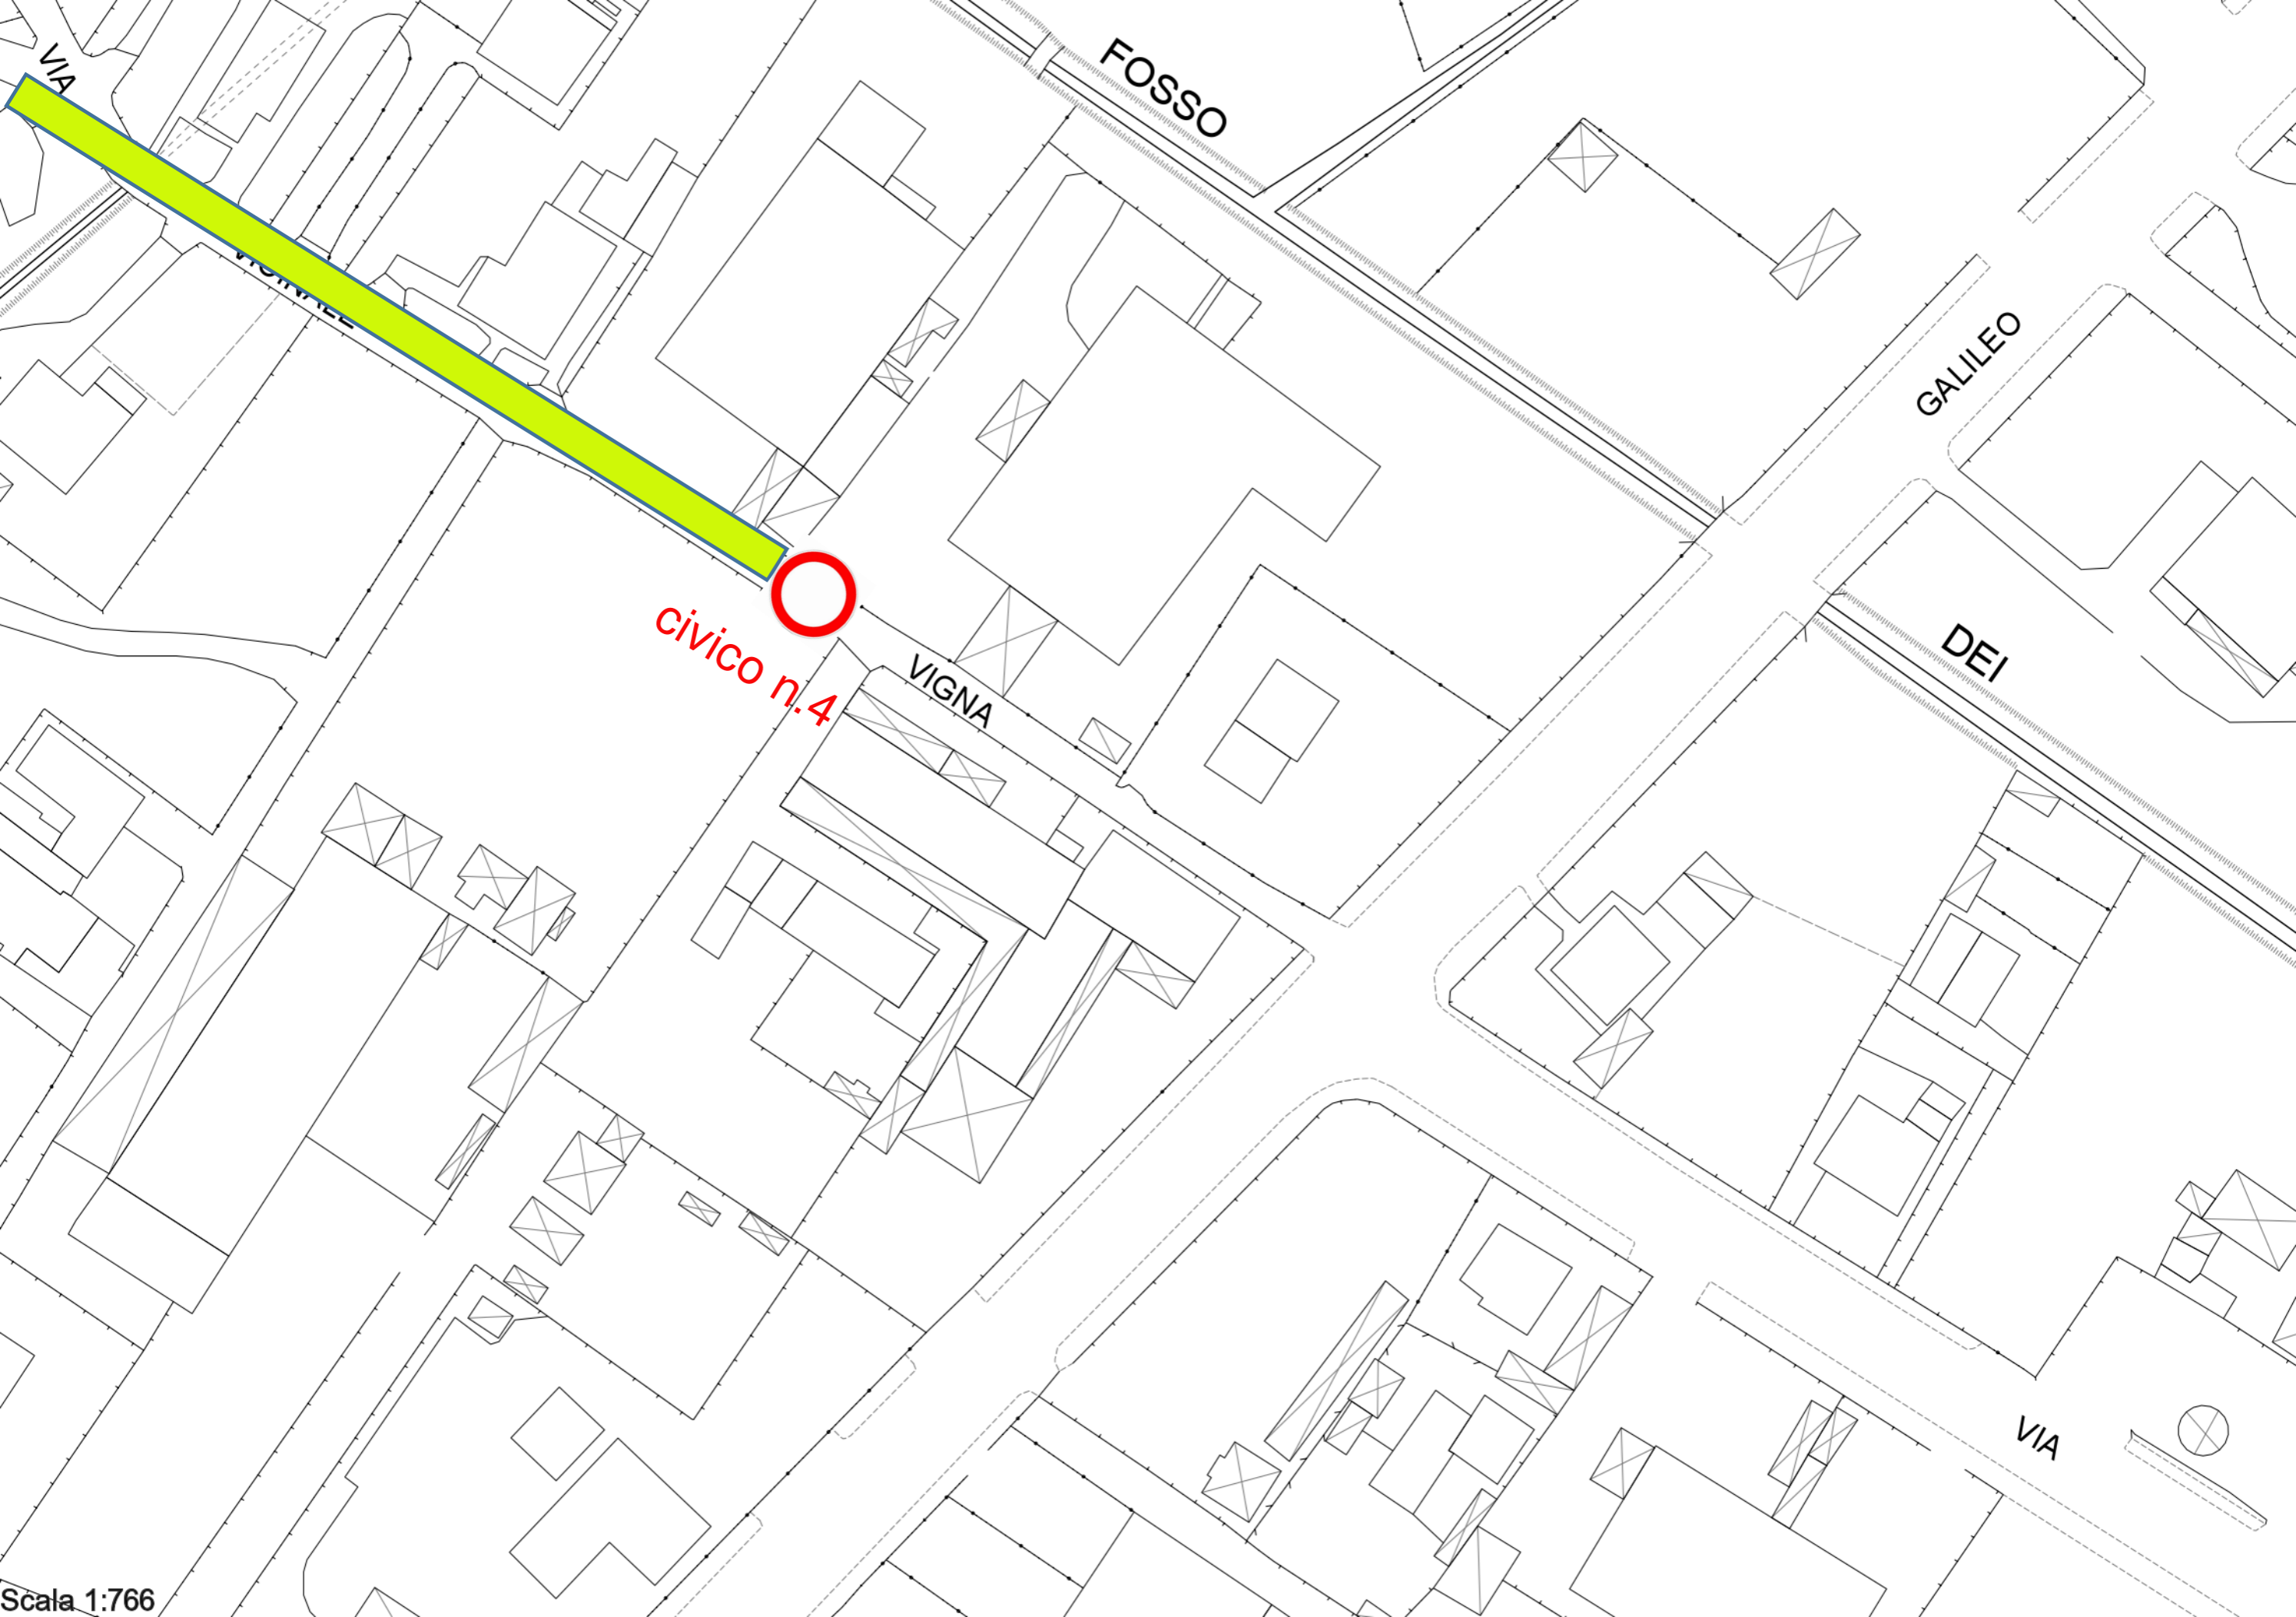 VIA
FOSSO
VICINALE
GALILEO
civico n.4
VIGNA
DEI
VIA
Scala 1:766